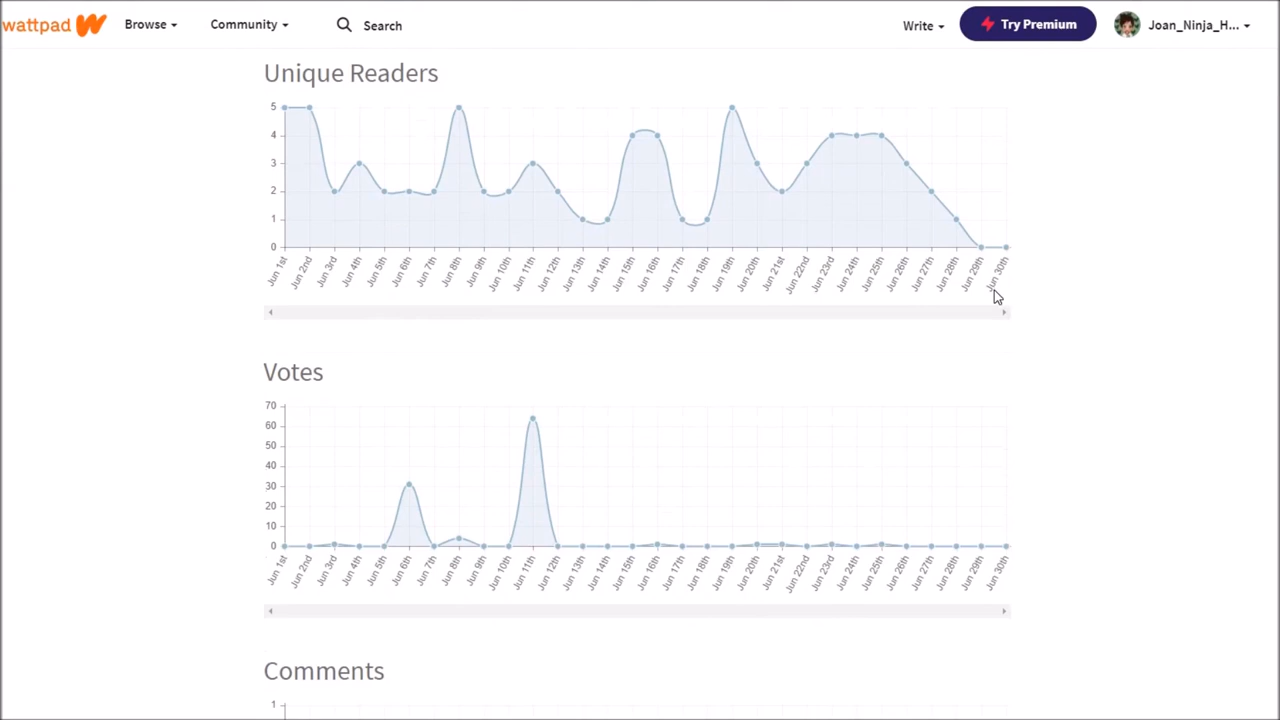 wattpad Browse Community Search Write Try Premium Joan_Ninja_H...
Unique Readers
5
4
3
2
1
0
Jun 1st Jun 2nd Jun 3rd Jun 4th Jun 5th Jun 6th Jun 7th Jun 8th Jun 9th Jun 10th Jun 11th Jun 12th Jun 13th Jun 14th Jun 15th Jun 16th Jun 17th Jun 18th Jun 19th Jun 20th Jun 21st Jun 22nd Jun 23rd Jun 24th Jun 25th Jun 26th Jun 27th Jun 28th Jun 29th Jun 30th
Votes
70
60
50
40
30
20
10
0
Jun 1st Jun 2nd Jun 3rd Jun 4th Jun 5th Jun 6th Jun 7th Jun 8th Jun 9th Jun 10th Jun 11th Jun 12th Jun 13th Jun 14th Jun 15th Jun 16th Jun 17th Jun 18th Jun 19th Jun 20th Jun 21st Jun 22nd Jun 23rd Jun 24th Jun 25th Jun 26th Jun 27th Jun 28th Jun 29th Jun 30th
Comments
1